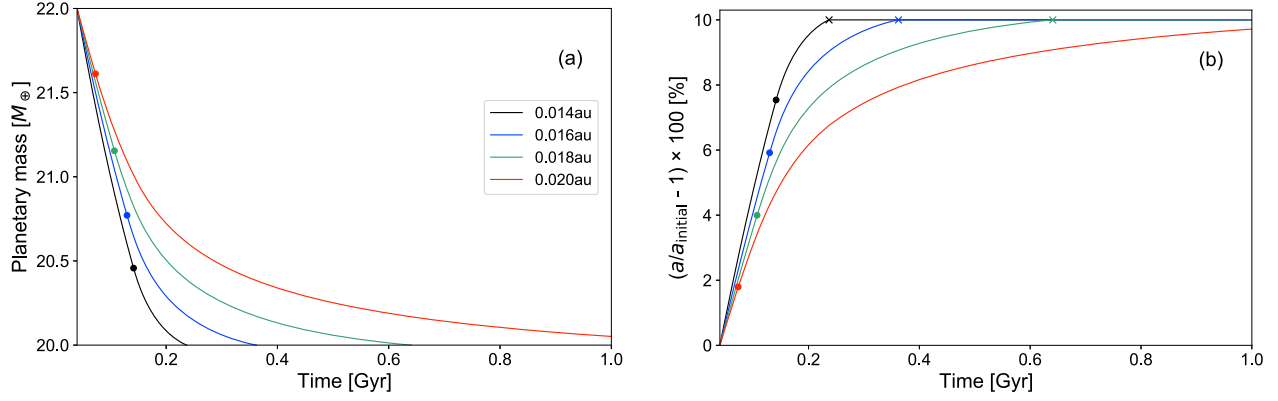 22.0
21.5
21.0
20.5
20.0
Planetary mass [M⊕]
(a)
0.014au
0.016au
0.018au
0.020au
0.2
0.4
0.6
0.8
1.0
Time [Gyr]
10
8
6
4
2
0
(a/a_initial - 1) × 100 [%]
(b)
0.2
0.4
0.6
0.8
1.0
Time [Gyr]